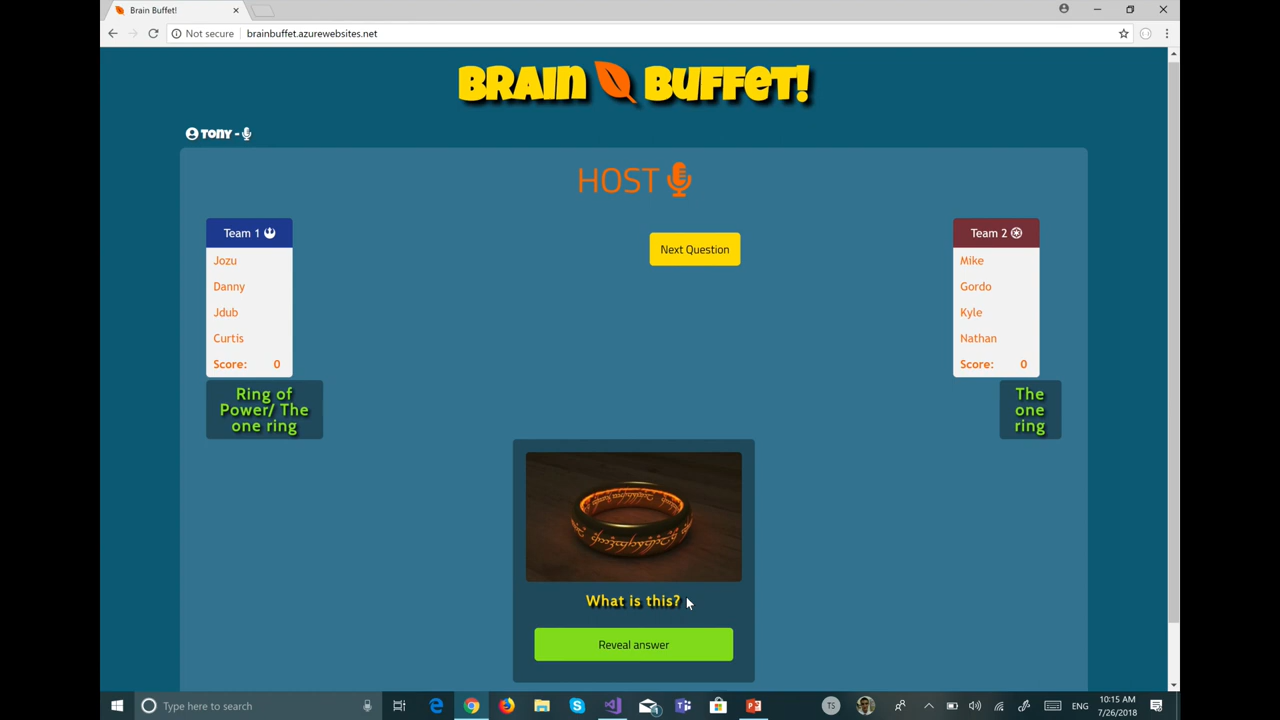 Brain Buffet!
Not secure
brainbuffet.azurewebsites.net
BRAIN BUFFET!
TONY -
HOST
Team 1
Jozu
Danny
Jdub
Curtis
Score: 0
Ring of
Power/ The
one ring
Next Question
Team 2
Mike
Gordo
Kyle
Nathan
Score: 0
The
one
ring
What is this?
Reveal answer
Type here to search
TS
ENG
10:15 AM
7/26/2018